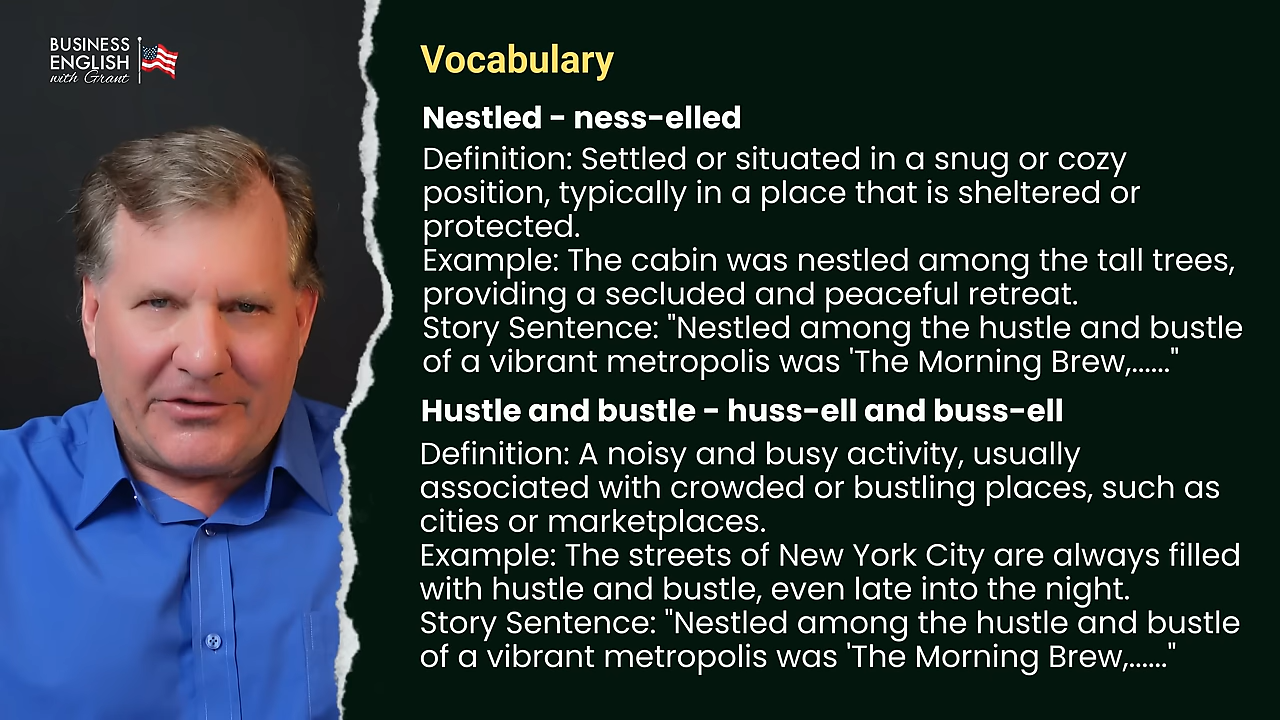 BUSINESS
ENGLISH
with Grant
Vocabulary
Nestled - ness-elled
Definition: Settled or situated in a snug or cozy
position, typically in a place that is sheltered or
protected.
Example: The cabin was nestled among the tall trees,
providing a secluded and peaceful retreat.
Story Sentence: "Nestled among the hustle and bustle
of a vibrant metropolis was 'The Morning Brew,......"
Hustle and bustle - huss-ell and buss-ell
Definition: A noisy and busy activity, usually
associated with crowded or bustling places, such as
cities or marketplaces.
Example: The streets of New York City are always filled
with hustle and bustle, even late into the night.
Story Sentence: "Nestled among the hustle and bustle
of a vibrant metropolis was 'The Morning Brew,......"